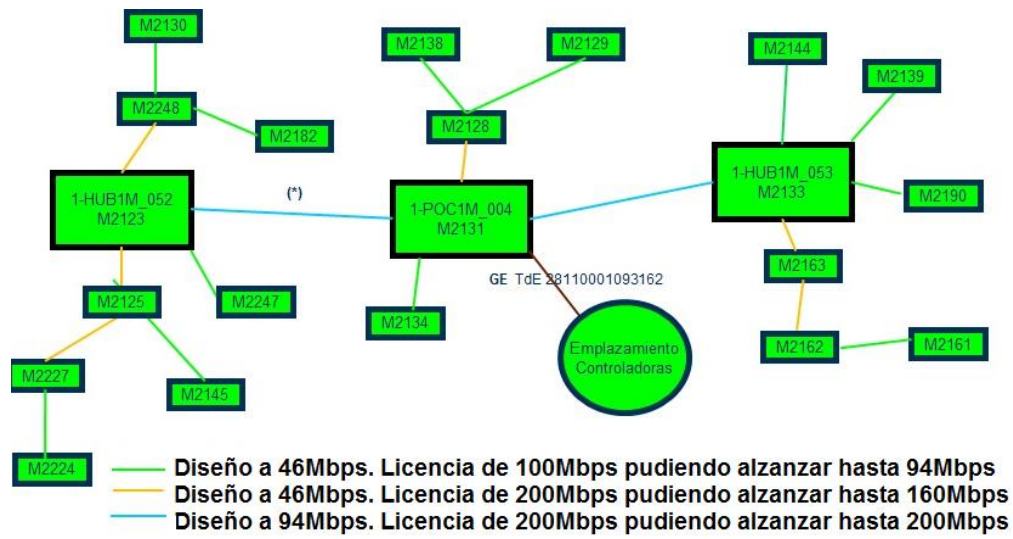 M2130
M2138
M2129
M2144
M2139
M2248
M2128
M2182
1-HUB1M_052
M2123
(*)
1-POC1M_004
M2131
1-HUB1M_053
M2133
M2190
GE TdE 28110001093162
M2163
M2125
M2247
M2134
Emplazamiento
Controladoras
M2162
M2161
M2227
M2145
M2224
Diseño a 46Mbps. Licencia de 100Mbps pudiendo alzanzar hasta 94Mbps
Diseño a 46Mbps. Licencia de 200Mbps pudiendo alzanzar hasta 160Mbps
Diseño a 94Mbps. Licencia de 200Mbps pudiendo alzanzar hasta 200Mbps